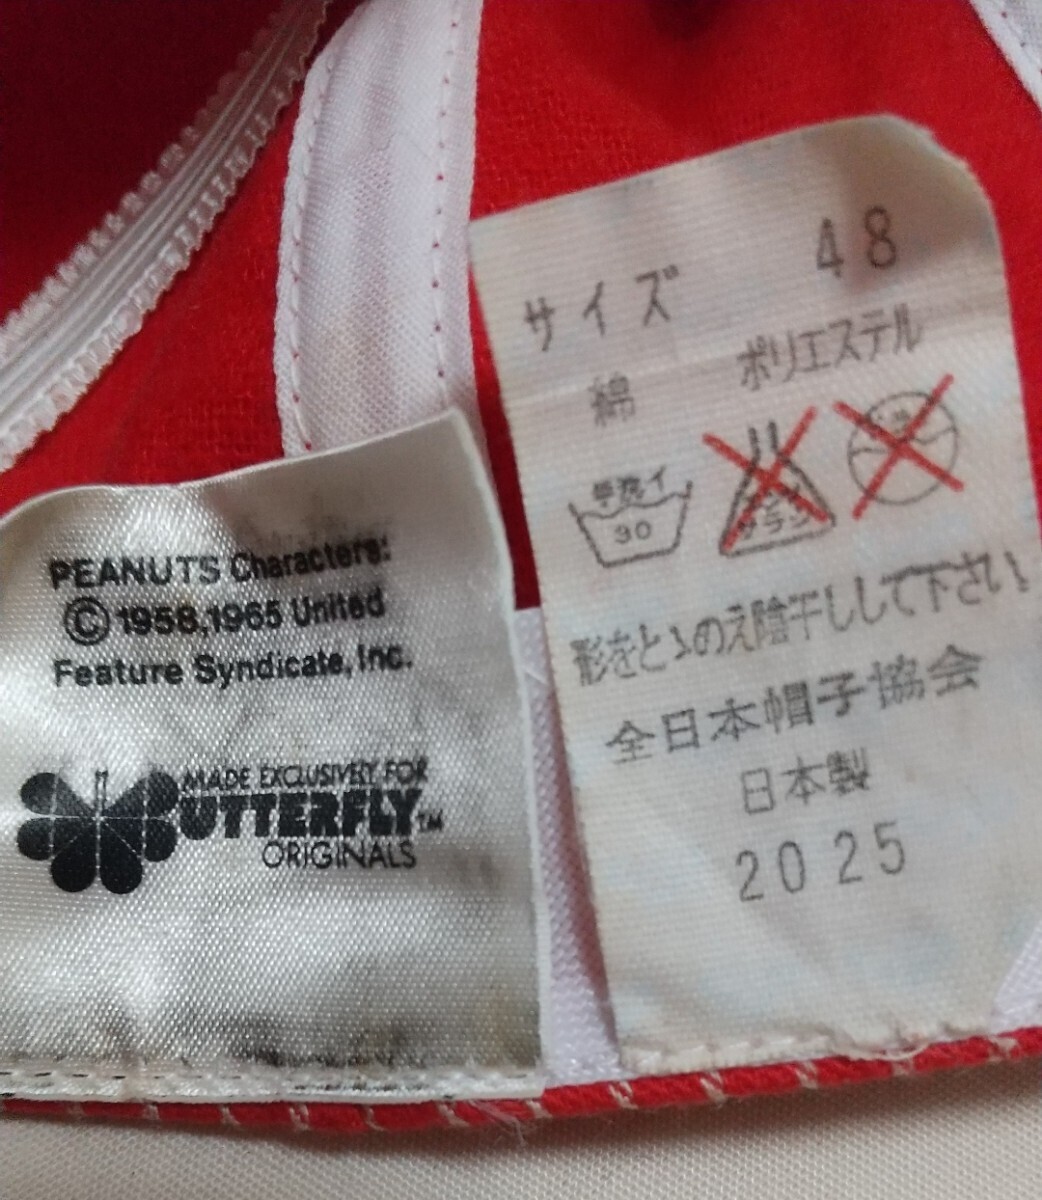 PEANUTS Characters:
© 1958,1965 United
Feature Syndicate, Inc.
MADE EXCLUSIVELY FOR
UTTERFLY™
ORIGINALS
サイズ 48
綿 ポリエステル
手洗イ
30
形をとゝのえ陰干しして下さい
全日本帽子協会
日本製
2025